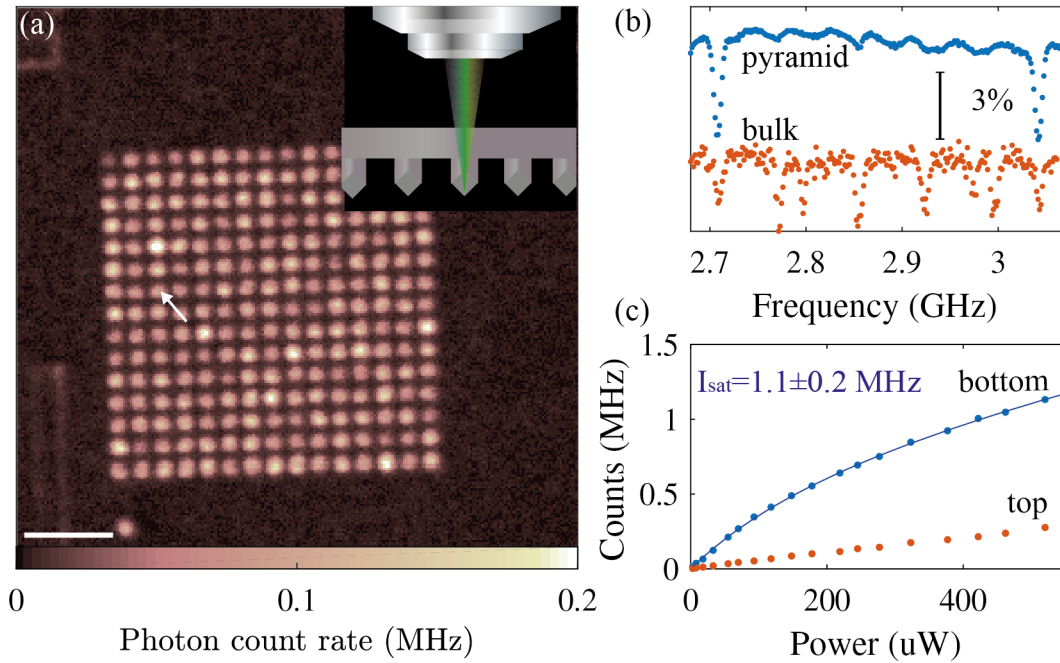 (a)
0
0.1
0.2
Photon count rate (MHz)
(b)
pyramid
3%
bulk
2.7
2.8
2.9
3
Frequency (GHz)
(c)
1.5
1
0.5
0
Counts (MHz)
Isat=1.1±0.2 MHz
bottom
top
0
200
400
Power (uW)